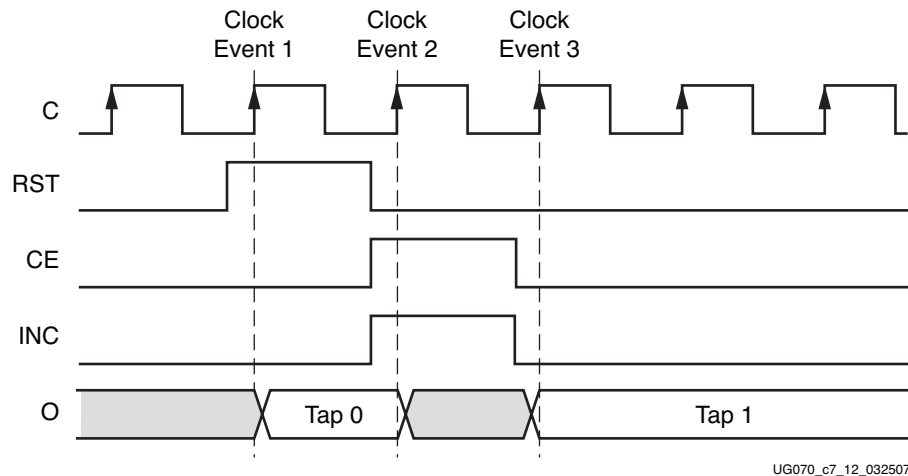 Clock Event 1
Clock Event 2
Clock Event 3
C
RST
CE
INC
O
Tap 0
Tap 1
UG070_c7_12_032507